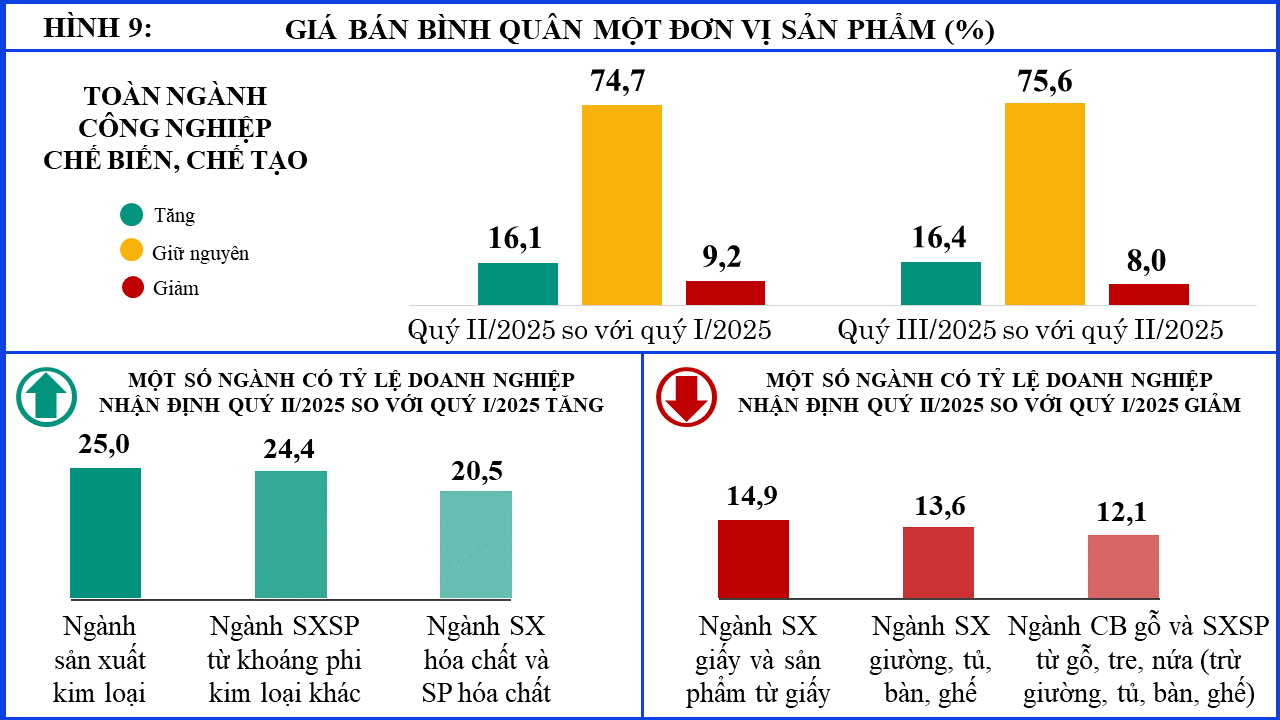 HÌNH 9:
GIÁ BÁN BÌNH QUÂN MỘT ĐƠN VỊ SẢN PHẨM (%)
TOÀN NGÀNH
CÔNG NGHIỆP
CHẾ BIẾN, CHẾ TẠO
Tăng
Giữ nguyên
Giảm
16,1
74,7
9,2
16,4
75,6
8,0
Quý II/2025 so với quý I/2025
Quý III/2025 so với quý II/2025
MỘT SỐ NGÀNH CÓ TỶ LỆ DOANH NGHIỆP
NHẬN ĐỊNH QUÝ II/2025 SO VỚI QUÝ I/2025 TĂNG
25,0
24,4
20,5
Ngành
sản xuất
kim loại
Ngành SXSP
từ khoáng phi
kim loại khác
Ngành SX
hóa chất và
SP hóa chất
MỘT SỐ NGÀNH CÓ TỶ LỆ DOANH NGHIỆP
NHẬN ĐỊNH QUÝ II/2025 SO VỚI QUÝ I/2025 GIẢM
14,9
13,6
12,1
Ngành SX
giấy và sản
phẩm từ giấy
Ngành SX
giường, tủ,
bàn, ghế
Ngành CB gỗ và SXSP
từ gỗ, tre, nứa (trừ
giường, tủ, bàn, ghế)